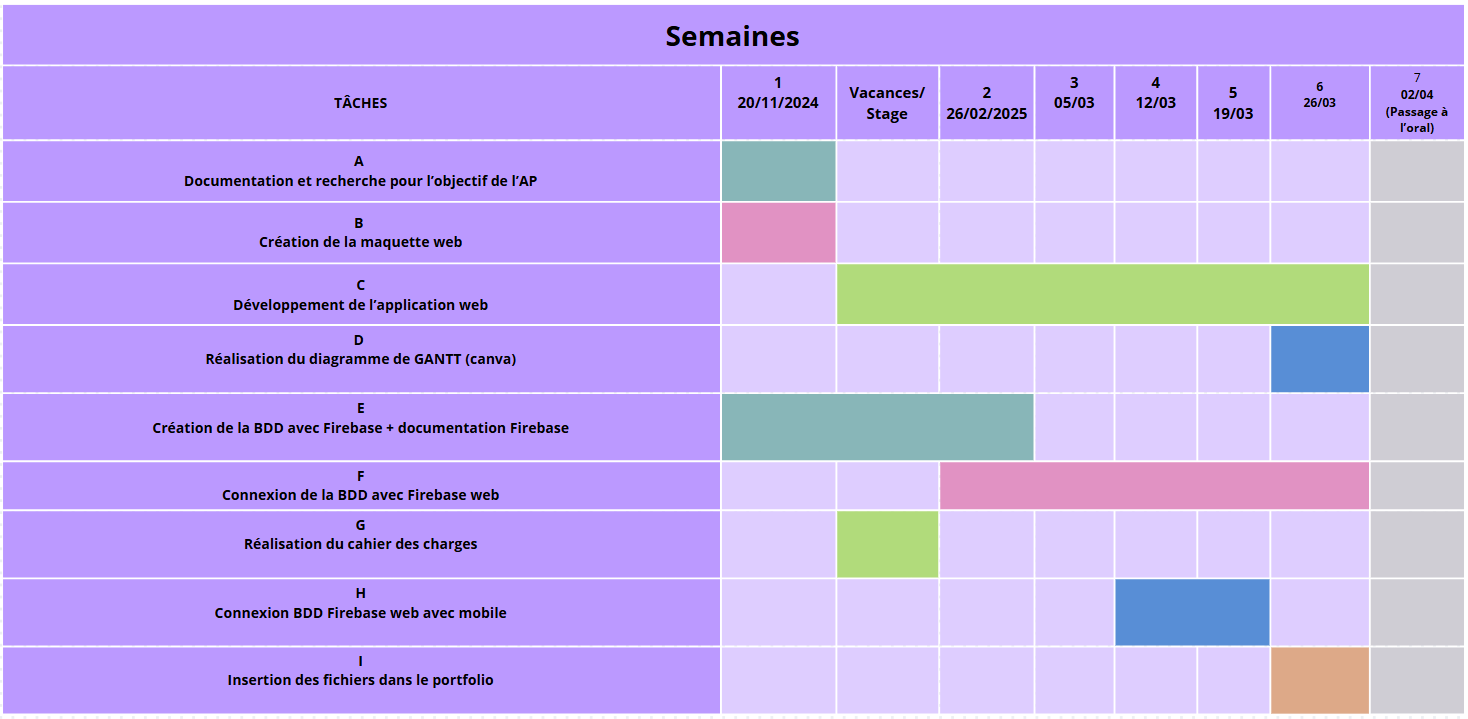 Semaines
TÂCHES
1
20/11/2024
Vacances/
Stage
2
26/02/2025
3
05/03
4
12/03
5
19/03
6
26/03
7
02/04
(Passage à
l’oral)
A
Documentation et recherche pour l’objectif de l’AP
B
Création de la maquette web
C
Développement de l’application web
D
Réalisation du diagramme de GANTT (canva)
E
Création de la BDD avec Firebase + documentation Firebase
F
Connexion de la BDD avec Firebase web
G
Réalisation du cahier des charges
H
Connexion BDD Firebase web avec mobile
I
Insertion des fichiers dans le portfolio